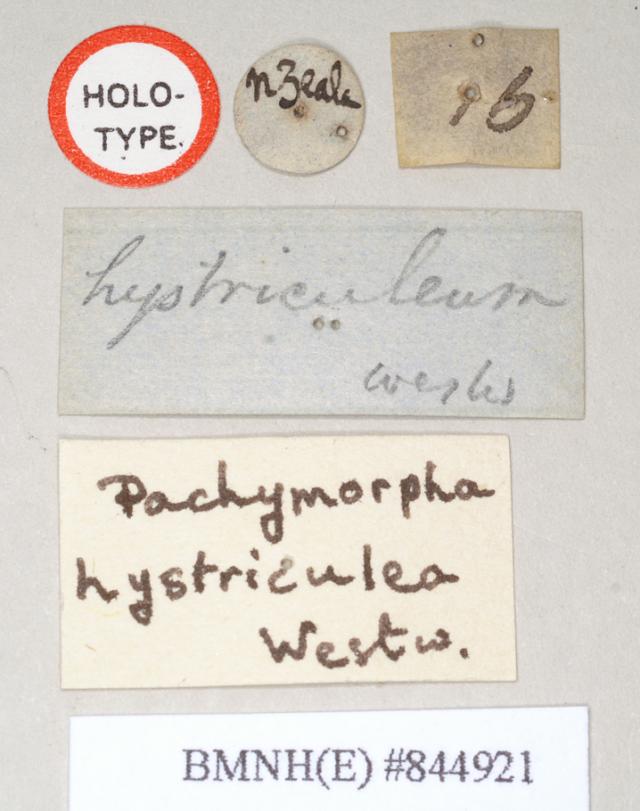 HOLO-
TYPE.
n Zeala
16
hystriculeum
westw
Pachymorpha
hystriculea
Westw.
BMNH(E) #844921